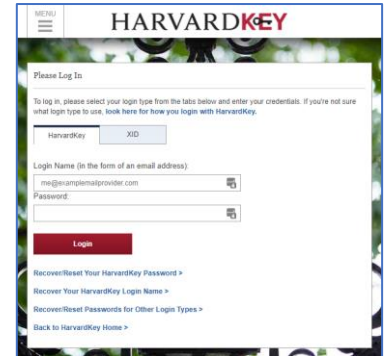 MENU
HARVARDKEY
Please Log In
To log in, please select your login type from the tabs below and enter your credentials. If you're not sure
what login type to use, look here for how you login with HarvardKey.
HarvardKey XID
Login Name (in the form of an email address):
me@examplemailprovider.com
Password:
Login
Recover/Reset Your HarvardKey Password >
Recover Your HarvardKey Login Name >
Recover/Reset Passwords for Other Login Types >
Back to HarvardKey Home >